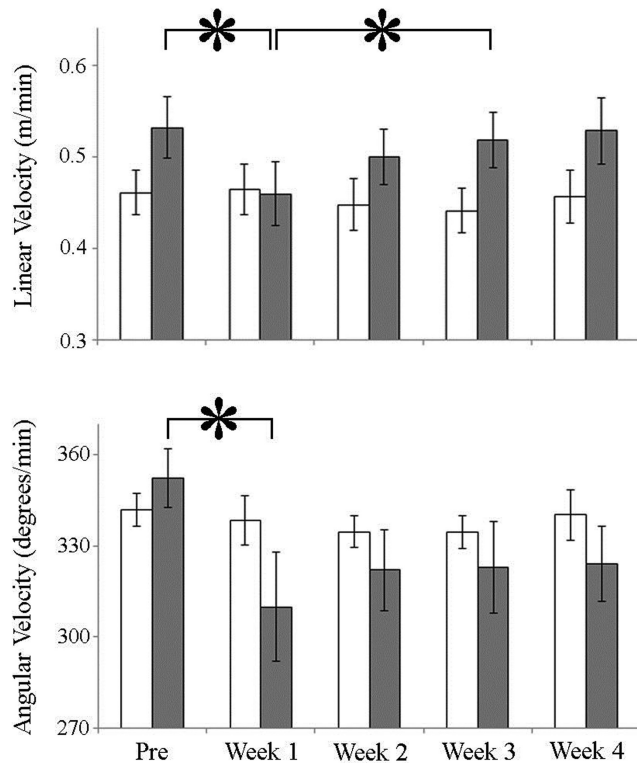 Linear Velocity (m/min)
0.6
0.5
0.4
0.3
Angular Velocity (degrees/min)
360
330
300
270
Pre Week 1 Week 2 Week 3 Week 4